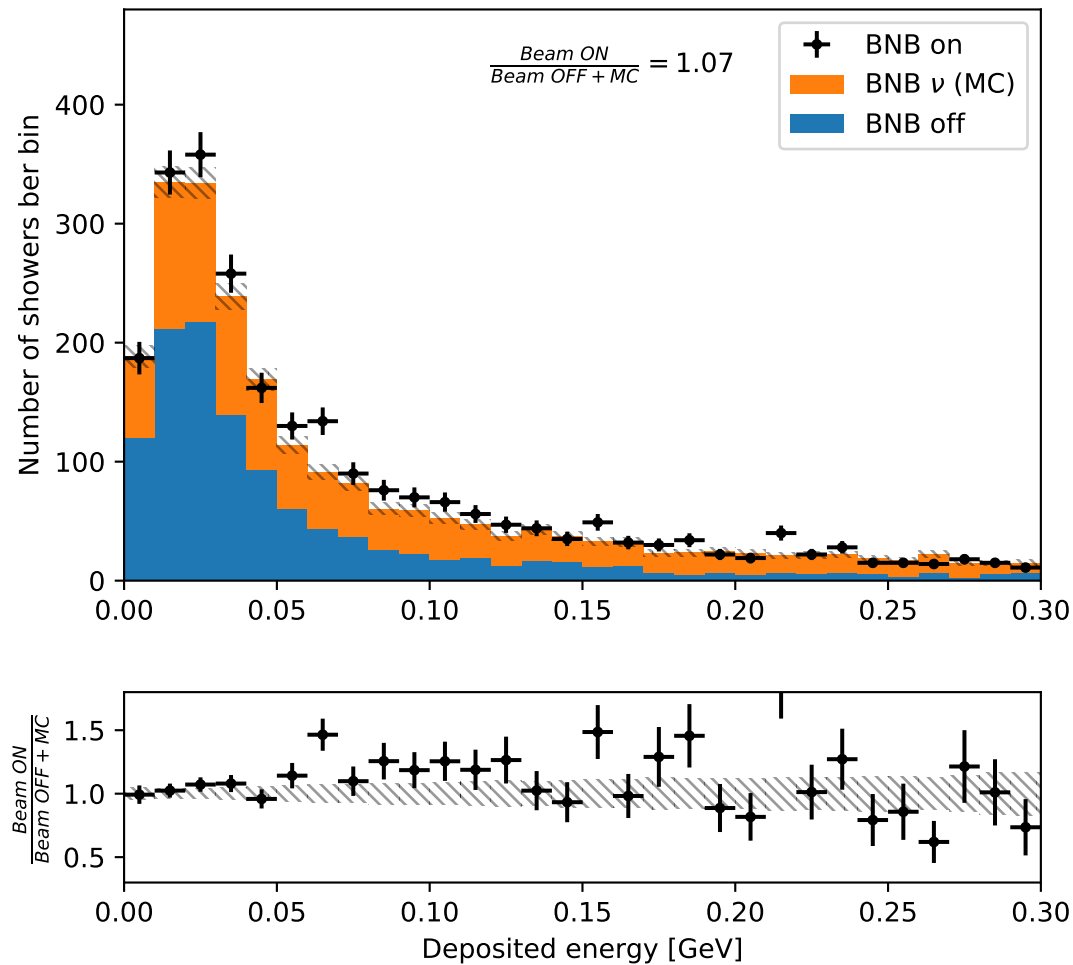 Number of showers ber bin
400
300
200
100
0
Beam ON
Beam OFF + MC = 1.07
BNB on
BNB ν (MC)
BNB off
0.00 0.05 0.10 0.15 0.20 0.25 0.30
Beam ON
Beam OFF + MC
1.5
1.0
0.5
0.00 0.05 0.10 0.15 0.20 0.25 0.30
Deposited energy [GeV]